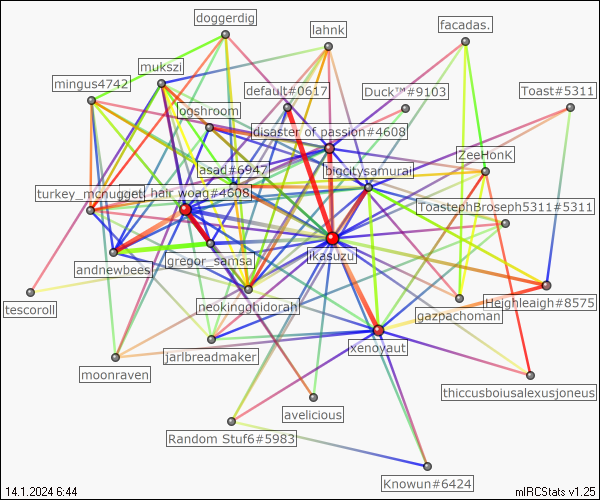 doggerdig
facadas.
lahnk
mukszi
mingus4742
default#0617
Duck™#9103
Toast#5311
ogshroom
disaster of passion#4608
ZeeHonk
asad#6947
bigcitysamurai
turkey_mcnugget
hair woag#4608
ToastephBroseph5311#5311
gregor_samsa
ikasuzu
andnewbees
tescoroll
neokingghidorah
gazpachoman
Heighleaigh#8575
jarlbreadmaker
xenoyaut
moonraven
thiccusboiusalexusjoneus
avelicious
Random Stuf6#5983
Knowun#6424
14.1.2024 6:44
mIRCStats v1.25